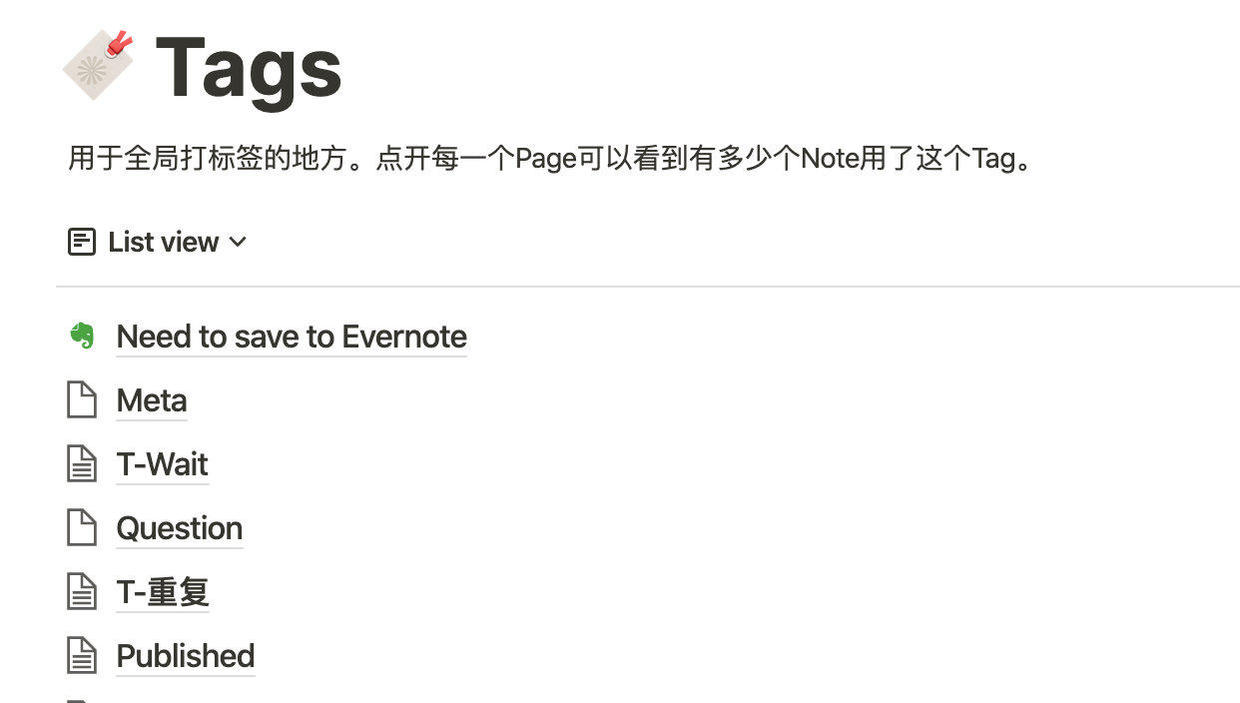 Tags
用于全局打标签的地方。点开每一个Page可以看到有多少个Note用了这个Tag。
List view
Need to save to Evernote
Meta
T-Wait
Question
T-重复
Published